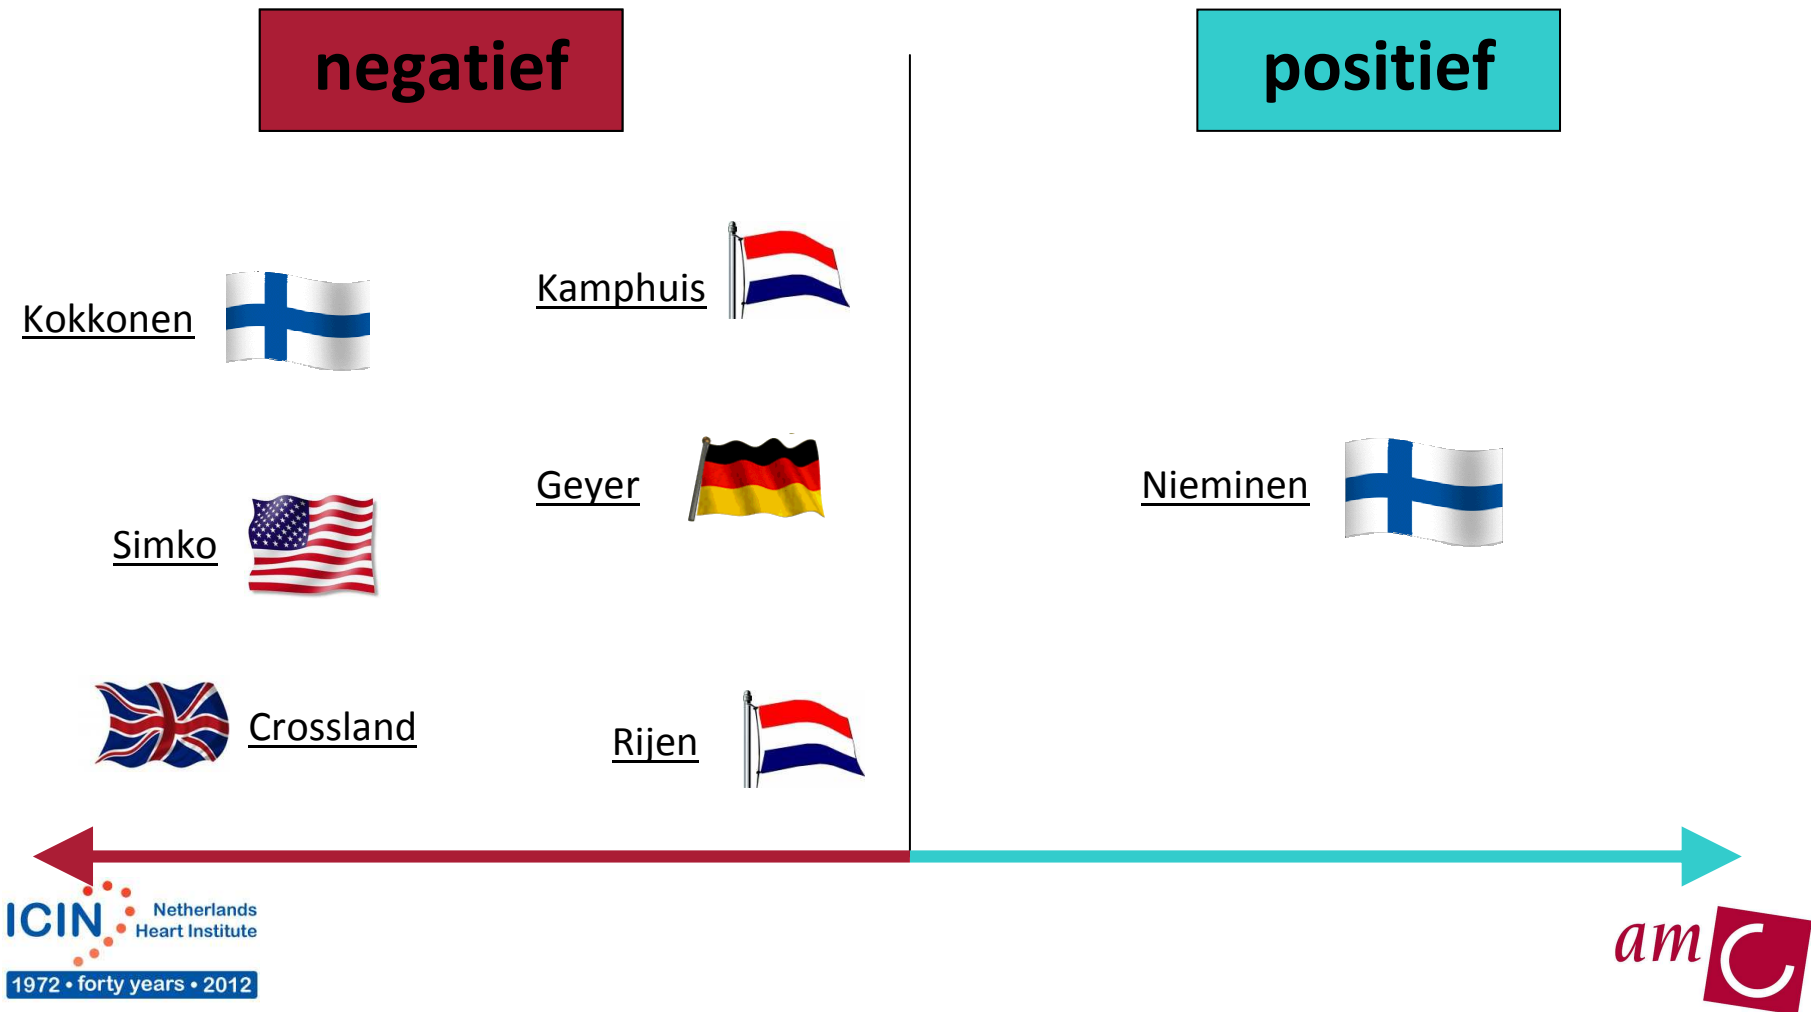 negatief
positief
Kokkonen
Kamphuis
Simko
Geyer
Nieminen
Crossland
Rijen
ICIN Netherlands
Heart Institute
1972 • forty years • 2012
amC